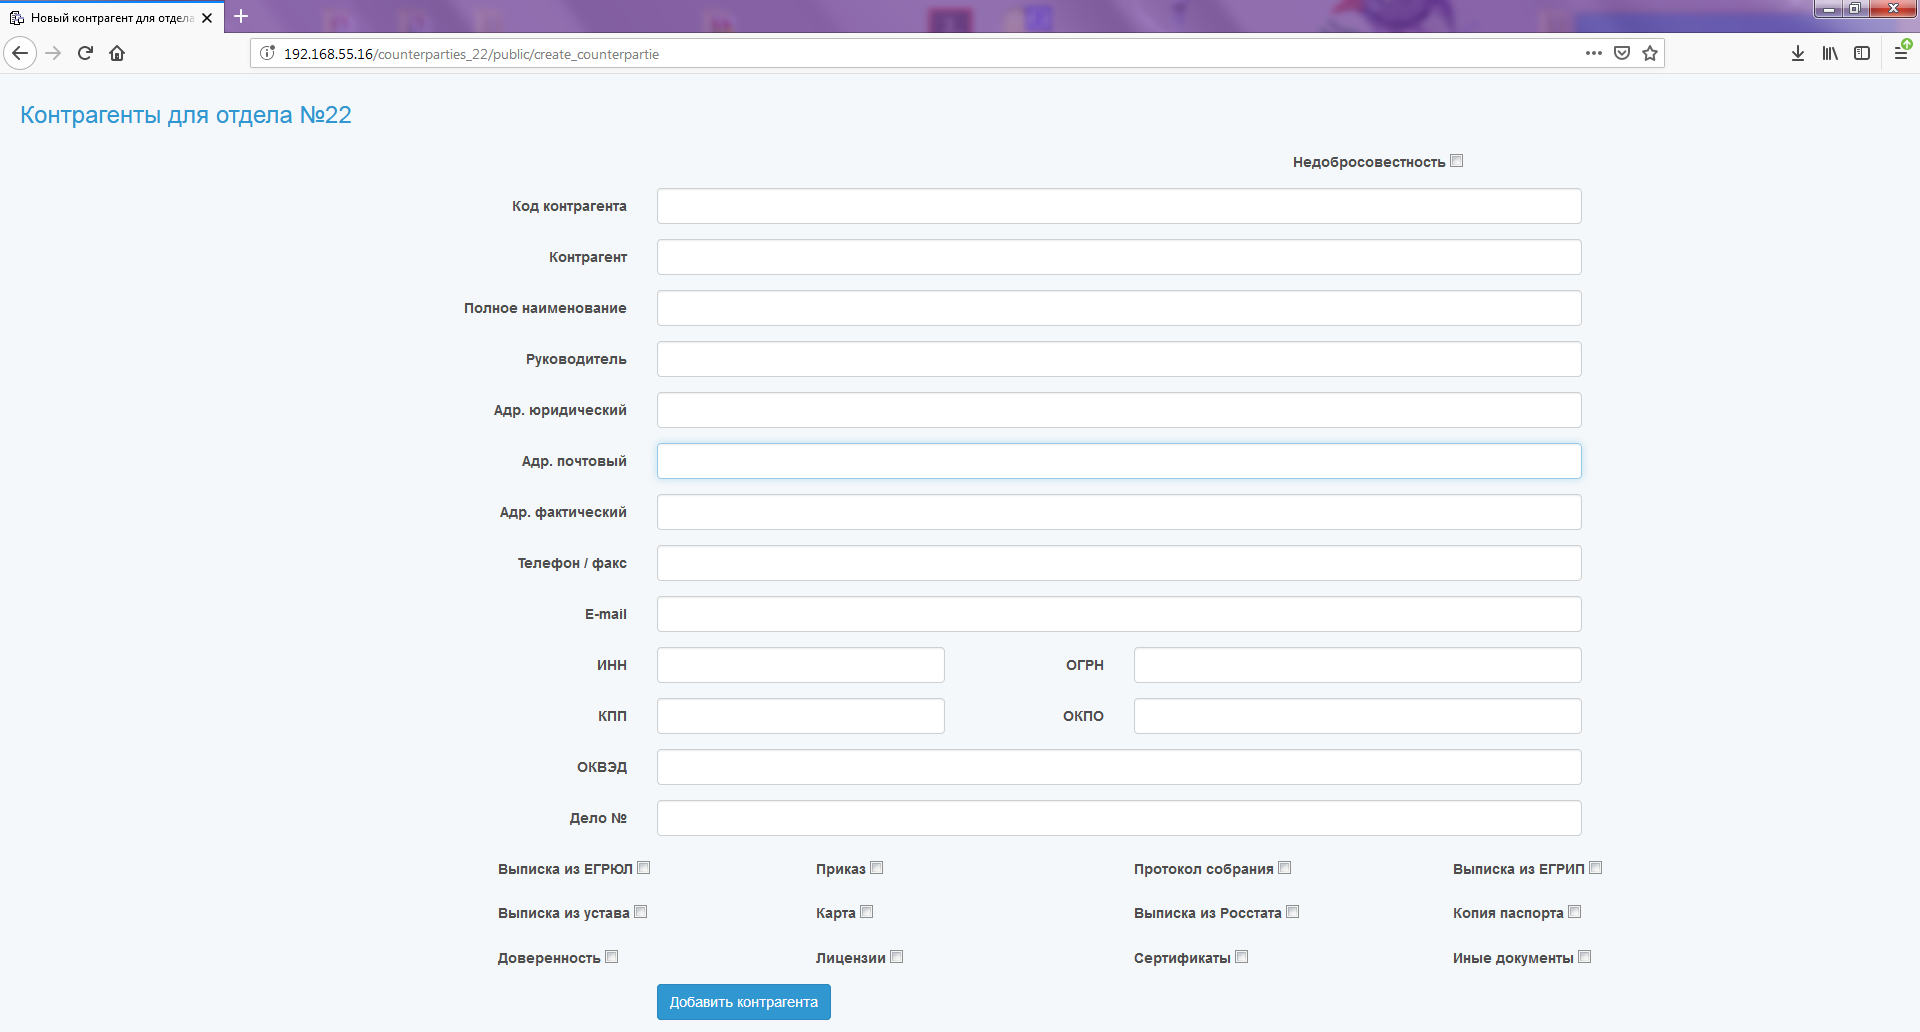 Новый контрагент для отдела
192.168.55.16/counterparties_22/public/create_counterpartie
Контрагенты для отдела №22
Недобросовестность
Код контрагента
Контрагент
Полное наименование
Руководитель
Адр. юридический
Адр. почтовый
Адр. фактический
Телефон / факс
E-mail
ИНН ОГРН
КПП ОКПО
ОКВЭД
Дело №
Выписка из ЕГРЮЛ Приказ Протокол собрания Выписка из ЕГРИП
Выписка из устава Карта Выписка из Росстата Копия паспорта
Доверенность Лицензии Сертификаты Иные документы
Добавить контрагента